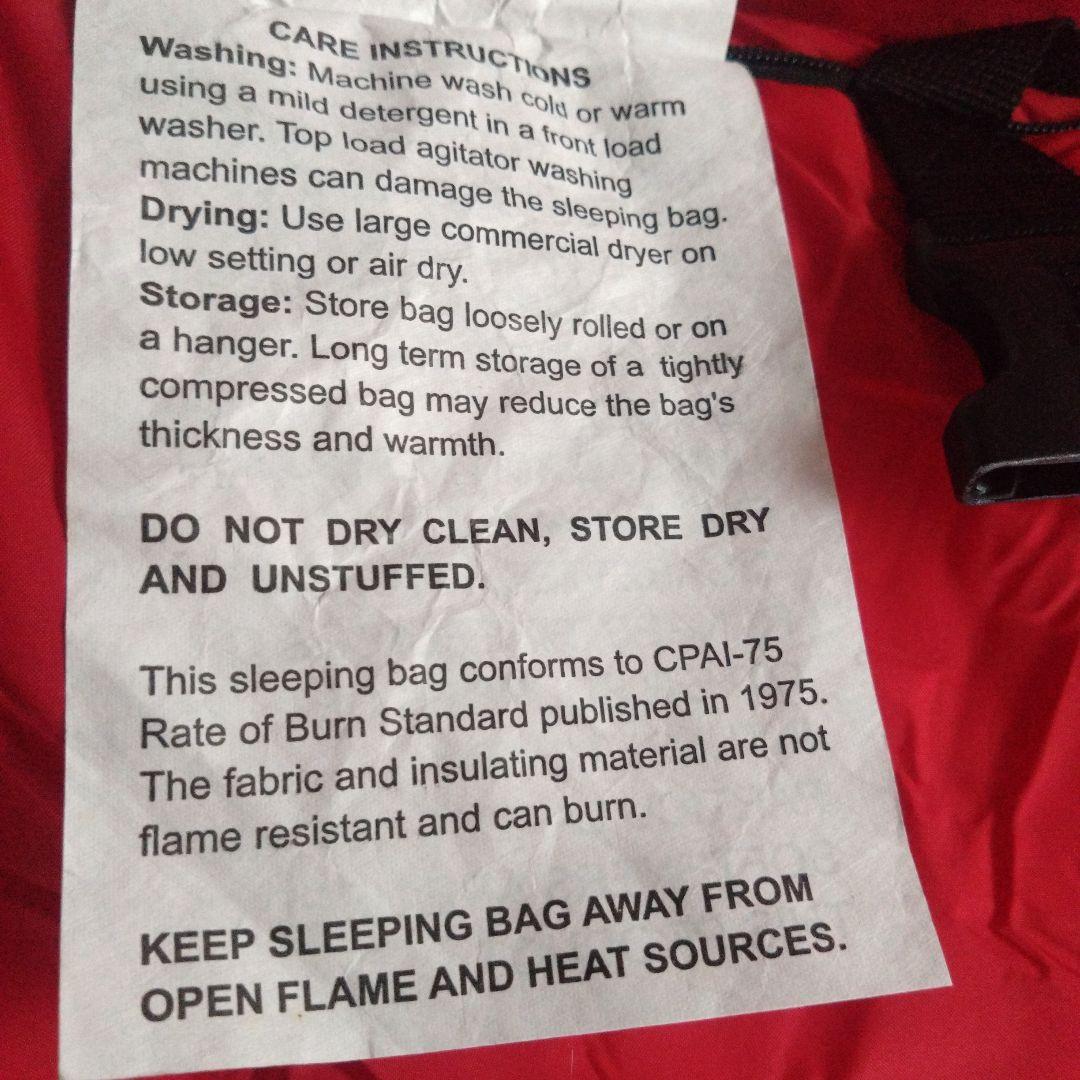 CARE INSTRUCTIONS
Washing: Machine wash cold or warm
using a mild detergent in a front load
washer. Top load agitator washing
machines can damage the sleeping bag.
Drying: Use large commercial dryer on
low setting or air dry.
Storage: Store bag loosely rolled or on
a hanger. Long term storage of a tightly
compressed bag may reduce the bag's
thickness and warmth.
DO NOT DRY CLEAN, STORE DRY
AND UNSTUFFED.
This sleeping bag conforms to CPAI-75
Rate of Burn Standard published in 1975.
The fabric and insulating material are not
flame resistant and can burn.
KEEP SLEEPING BAG AWAY FROM
OPEN FLAME AND HEAT SOURCES.